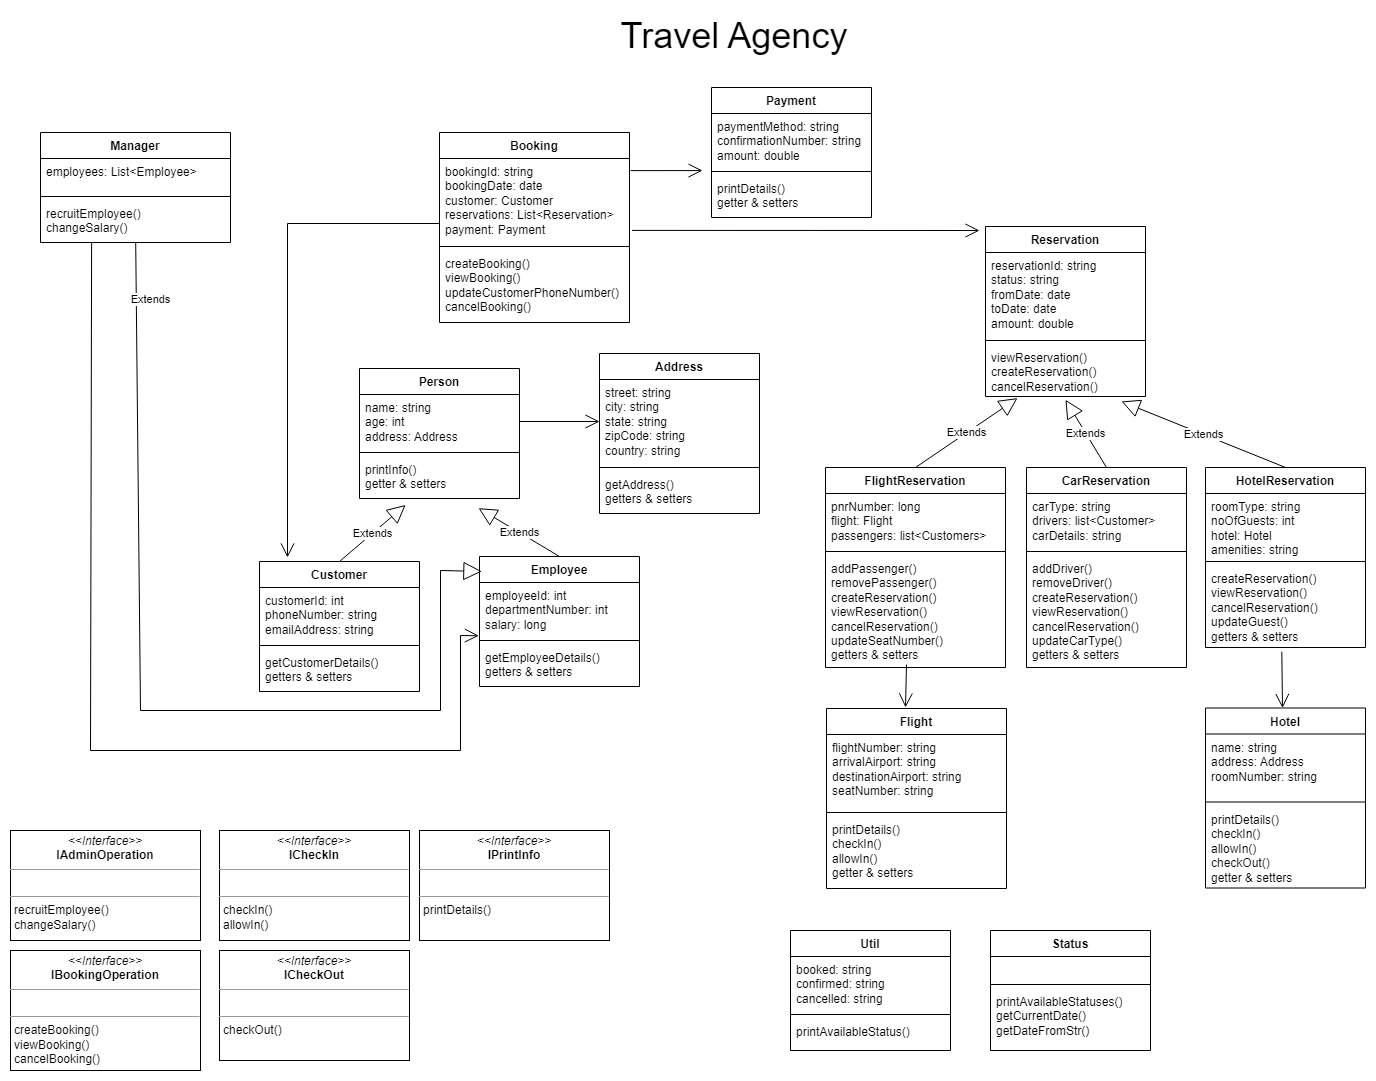 Travel Agency
Payment
paymentMethod: string
confirmationNumber: string
amount: double
printDetails()
getter & setters
Manager
employees: List<Employee>
recruitEmployee()
changeSalary()
Extends
Booking
bookingId: string
bookingDate: date
customer: Customer
reservations: List<Reservation>
payment: Payment
createBooking()
viewBooking()
updateCustomerPhoneNumber()
cancelBooking()
Reservation
reservationId: string
status: string
fromDate: date
toDate: date
amount: double
viewReservation()
createReservation()
cancelReservation()
Person
name: string
age: int
address: Address
printInfo()
getter & setters
Address
street: string
city: string
state: string
zipCode: string
country: string
getAddress()
getters & setters
Extends
Extends
Extends
Extends
Extends
Customer
customerId: int
phoneNumber: string
emailAddress: string
getCustomerDetails()
getters & setters
Employee
employeeId: int
departmentNumber: int
salary: long
getEmployeeDetails()
getters & setters
FlightReservation
pnrNumber: long
flight: Flight
passengers: list<Customers>
addPassenger()
removePassenger()
createReservation()
viewReservation()
cancelReservation()
updateSeatNumber()
getters & setters
CarReservation
carType: string
drivers: list<Customer>
carDetails: string
addDriver()
removeDriver()
createReservation()
viewReservation()
cancelReservation()
updateCarType()
getters & setters
HotelReservation
roomType: string
noOfGuests: int
hotel: Hotel
amenities: string
createReservation()
viewReservation()
cancelReservation()
updateGuest()
getters & setters
Flight
flightNumber: string
arrivalAirport: string
destinationAirport: string
seatNumber: string
printDetails()
checkIn()
allowIn()
getter & setters
Hotel
name: string
address: Address
roomNumber: string
printDetails()
checkIn()
allowIn()
checkOut()
getter & setters
<<Interface>>
IAdminOperation
recruitEmployee()
changeSalary()
<<Interface>>
ICheckIn
checkIn()
allowIn()
<<Interface>>
IPrintInfo
printDetails()
<<Interface>>
IBookingOperation
createBooking()
viewBooking()
cancelBooking()
<<Interface>>
ICheckOut
checkOut()
Util
booked: string
confirmed: string
cancelled: string
printAvailableStatus()
Status
printAvailableStatuses()
getCurrentDate()
getDateFromStr()